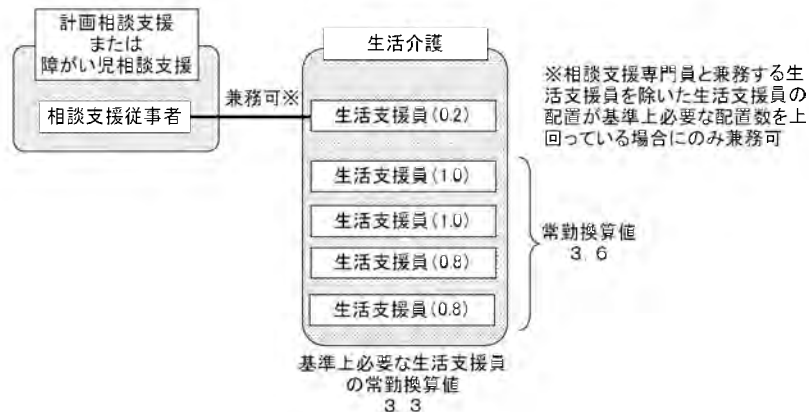 計画相談支援
または
障がい児相談支援
相談支援従事者
兼務可※
生活介護
生活支援員(0.2)
生活支援員(1.0)
生活支援員(1.0)
生活支援員(0.8)
生活支援員(0.8)
基準上必要な生活支援員
の常勤換算値
3.3
常勤換算値
3.6
※相談支援専門員と兼務する生
活支援員を除いた生活支援員の
配置が基準上必要な配置数を上
回っている場合にのみ兼務可